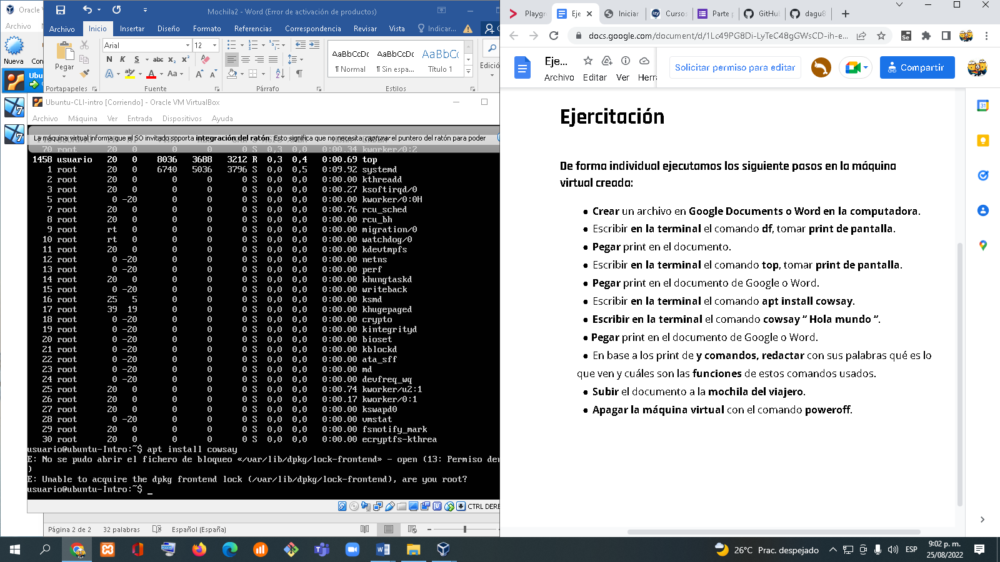 Oracle V
Archivo
Nueva
Con
Ubu
Mochila2 - Word (Error de activación de productos)
Archivo Inicio Insertar Diseño Formato Referencias Correspondencia Revisar Vista Indicar...
Pegar
Portapapeles
Arial 12
N K S abc x₂ x²
A aby A Aa A A
Fuente
Párrafo
AaBbCcDc AaBbCcDc AaBbCc
¶ Normal ¶ Sin espa... Título 1
Estilos
Edició
Ubuntu-CLI-intro [Corriendo] - Oracle VM VirtualBox
Archivo Máquina Ver Entrada Dispositivos Ayuda
La máquina virtual informa que el SO invitado soporta integración del ratón. Esto significa que no necesita capturar el puntero del ratón para poder
70 root 20 0 0 0 0 S 0,3 0,0 0:00.34 kworker/0:2
1458 usuario 20 0 8036 3688 3212 R 0,3 0,4 0:00.69 top
1 root 20 0 6740 5036 3796 S 0,0 0,5 0:09.92 systemd
2 root 20 0 0 0 0 S 0,0 0,0 0:00.00 kthreadd
3 root 20 0 0 0 0 S 0,0 0,0 0:00.27 ksoftirqd/0
5 root 0 -20 0 0 0 S 0,0 0,0 0:00.00 kworker/0:0H
7 root 20 0 0 0 0 S 0,0 0,0 0:00.76 rcu_sched
8 root 20 0 0 0 0 S 0,0 0,0 0:00.00 rcu_bh
9 root rt 0 0 0 0 S 0,0 0,0 0:00.00 migration/0
10 root rt 0 0 0 0 S 0,0 0,0 0:00.00 watchdog/0
11 root 20 0 0 0 0 S 0,0 0,0 0:00.00 kdevtmpfs
12 root 0 -20 0 0 0 S 0,0 0,0 0:00.00 netns
13 root 0 -20 0 0 0 S 0,0 0,0 0:00.00 perf
14 root 20 0 0 0 0 S 0,0 0,0 0:00.00 khungtaskd
15 root 0 -20 0 0 0 S 0,0 0,0 0:00.00 writeback
16 root 25 5 0 0 0 S 0,0 0,0 0:00.00 ksmd
17 root 39 19 0 0 0 S 0,0 0,0 0:00.00 khugepaged
18 root 0 -20 0 0 0 S 0,0 0,0 0:00.00 crypto
19 root 0 -20 0 0 0 S 0,0 0,0 0:00.00 kintegrityd
20 root 0 -20 0 0 0 S 0,0 0,0 0:00.00 bioset
21 root 0 -20 0 0 0 S 0,0 0,0 0:00.00 kblockd
22 root 0 -20 0 0 0 S 0,0 0,0 0:00.00 ata_sff
23 root 0 -20 0 0 0 S 0,0 0,0 0:00.00 md
24 root 0 -20 0 0 0 S 0,0 0,0 0:00.00 devfreq_wq
25 root 20 0 0 0 0 S 0,0 0,0 0:00.74 kworker/u2:1
26 root 20 0 0 0 0 S 0,0 0,0 0:00.17 kworker/0:1
27 root 20 0 0 0 0 S 0,0 0,0 0:00.00 kswapd0
28 root 0 -20 0 0 0 S 0,0 0,0 0:00.00 vmstat
29 root 20 0 0 0 0 S 0,0 0,0 0:00.00 fsnotify_mark
30 root 20 0 0 0 0 S 0,0 0,0 0:00.00 ecryptfs-kthrea
usuario@ubuntu-Intro:~$ apt install cowsay
E: No se pudo abrir el fichero de bloqueo «/var/lib/dpkg/lock-frontend» - open (13: Permiso den
)
E: Unable to acquire the dpkg frontend lock (/var/lib/dpkg/lock-frontend), are you root?
usuario@ubuntu-Intro:~$ _
CTRL DERE
Página 2 de 2 32 palabras Español (España)
Playgr Eje Iniciar Cursos Parte p GitHub dagu8
docs.google.com/document/d/1Lc49PG8Di-LyTeC48gGWsCD-ih-e...
Eje...
Archivo Editar Ver Herra
Solicitar permiso para editar
Compartir
Ejercitación
De forma individual ejecutamos los siguiente pasos en la máquina
virtual creada:
● Crear un archivo en Google Documents o Word en la computadora.
● Escribir en la terminal el comando df, tomar print de pantalla.
● Pegar print en el documento.
● Escribir en la terminal el comando top, tomar print de pantalla.
● Pegar print en el documento de Google o Word.
● Escribir en la terminal el comando apt install cowsay.
● Escribir en la terminal el comando cowsay “ Hola mundo “.
● Pegar print en el documento de Google o Word.
● En base a los print de y comandos, redactar con sus palabras qué es lo
que ven y cuáles son las funciones de estos comandos usados.
● Subir el documento a la mochila del viajero.
● Apagar la máquina virtual con el comando poweroff.
26°C Prac. despejado
ESP
9:02 p. m.
25/08/2022